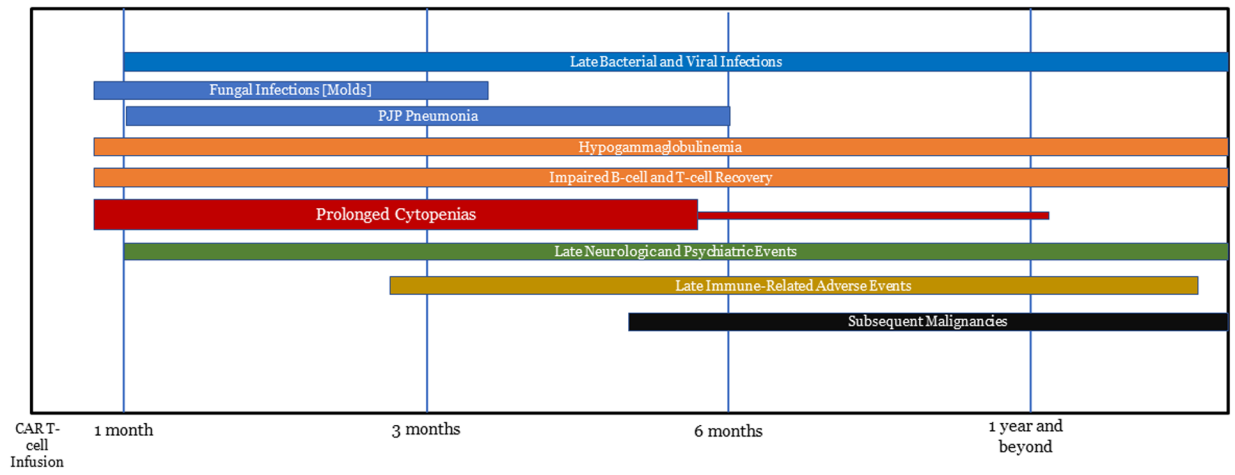 Late Bacterial and Viral Infections
Fungal Infections [Molds]
PJP Pneumonia
Hypogammaglobulinemia
Impaired B-cell and T-cell Recovery
Prolonged Cytopenias
Late Neurologic and Psychiatric Events
Late Immune-Related Adverse Events
Subsequent Malignancies
CAR T-
cell
Infusion
1 month
3 months
6 months
1 year and
beyond